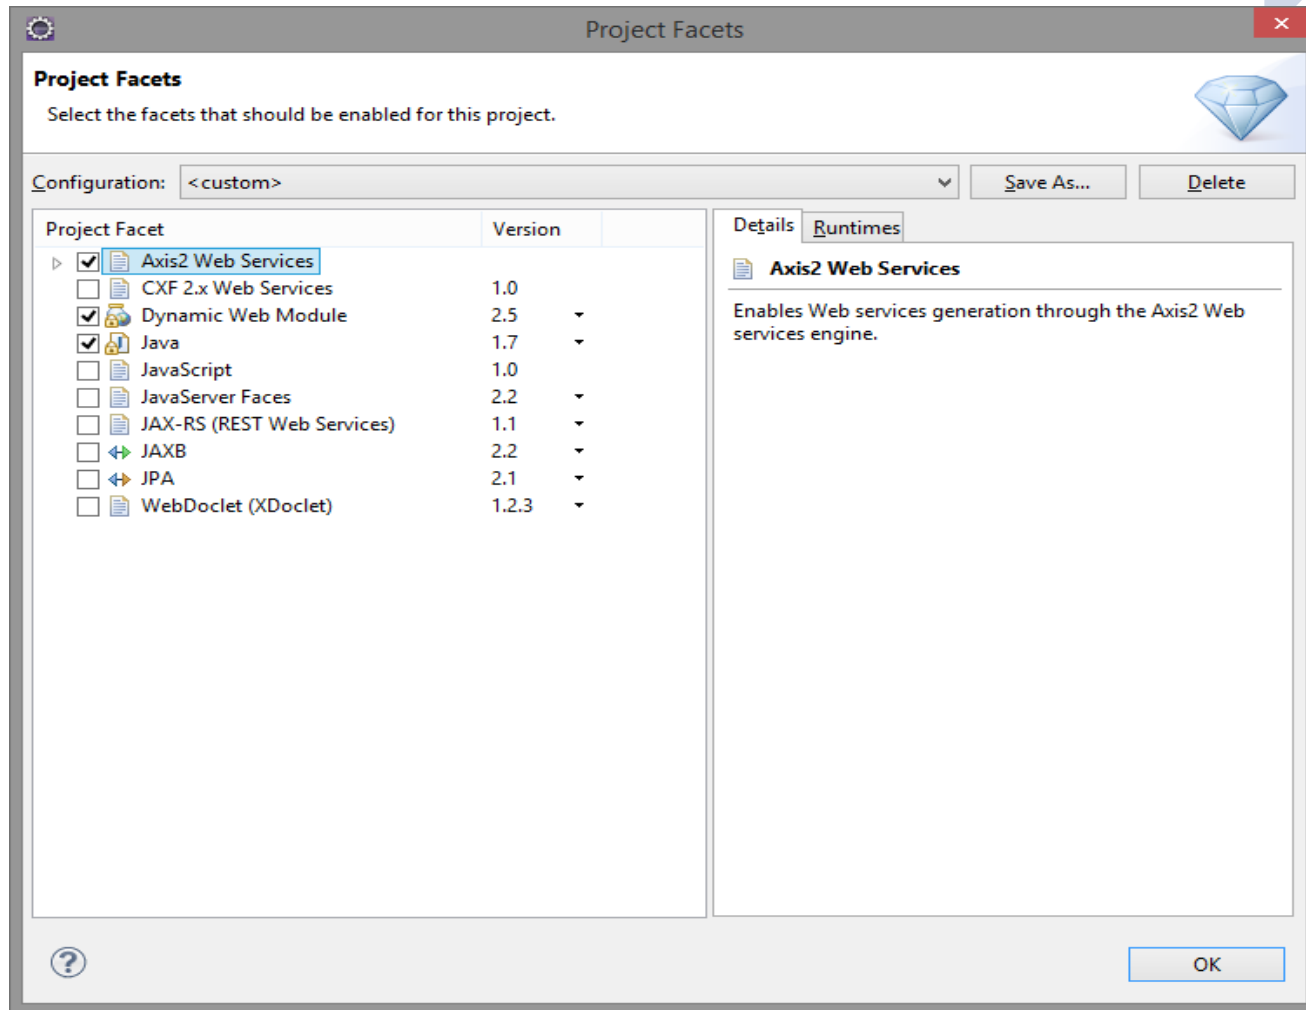 Project Facets
Project Facets
Select the facets that should be enabled for this project.
Configuration: <custom> Save As... Delete
Project Facet Version
Axis2 Web Services
CXF 2.x Web Services 1.0
Dynamic Web Module 2.5
Java 1.7
JavaScript 1.0
JavaServer Faces 2.2
JAX-RS (REST Web Services) 1.1
JAXB 2.2
JPA 2.1
WebDoclet (XDoclet) 1.2.3
Details Runtimes
Axis2 Web Services
Enables Web services generation through the Axis2 Web
services engine.
OK